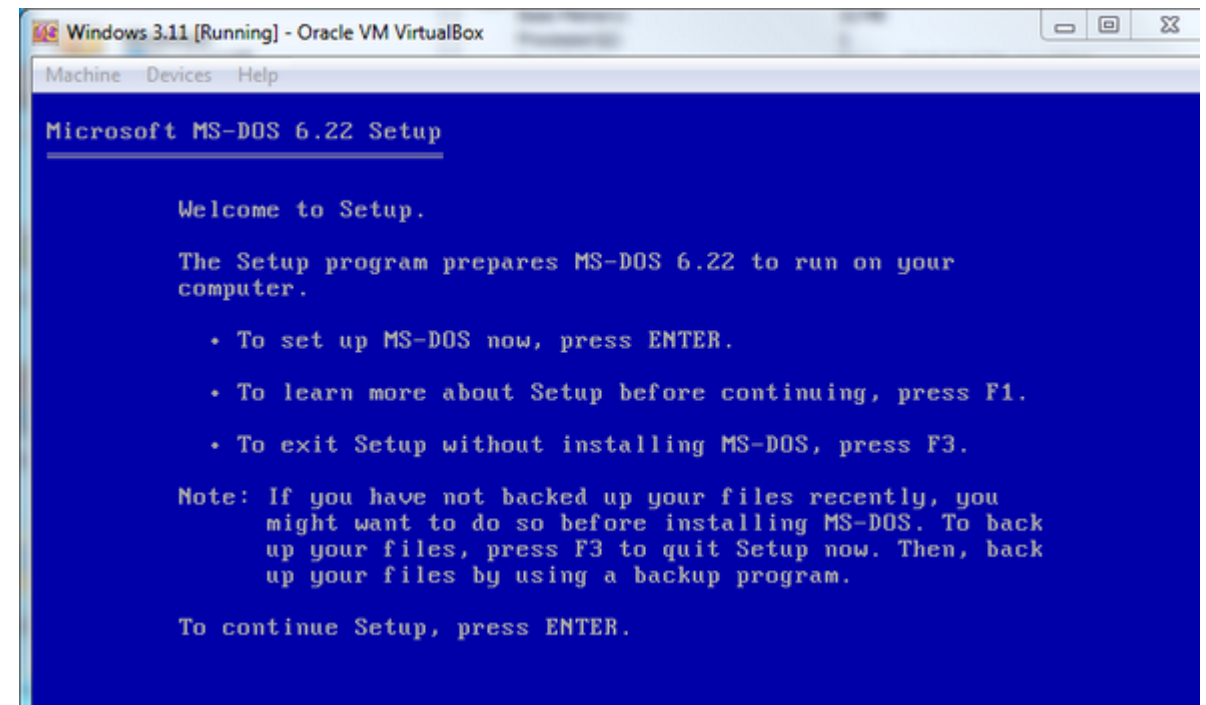 Windows 3.11 [Running] - Oracle VM VirtualBox
Machine Devices Help
Microsoft MS-DOS 6.22 Setup
Welcome to Setup.
The Setup program prepares MS-DOS 6.22 to run on your
computer.
• To set up MS-DOS now, press ENTER.
• To learn more about Setup before continuing, press F1.
• To exit Setup without installing MS-DOS, press F3.
Note: If you have not backed up your files recently, you
might want to do so before installing MS-DOS. To back
up your files, press F3 to quit Setup now. Then, back
up your files by using a backup program.
To continue Setup, press ENTER.